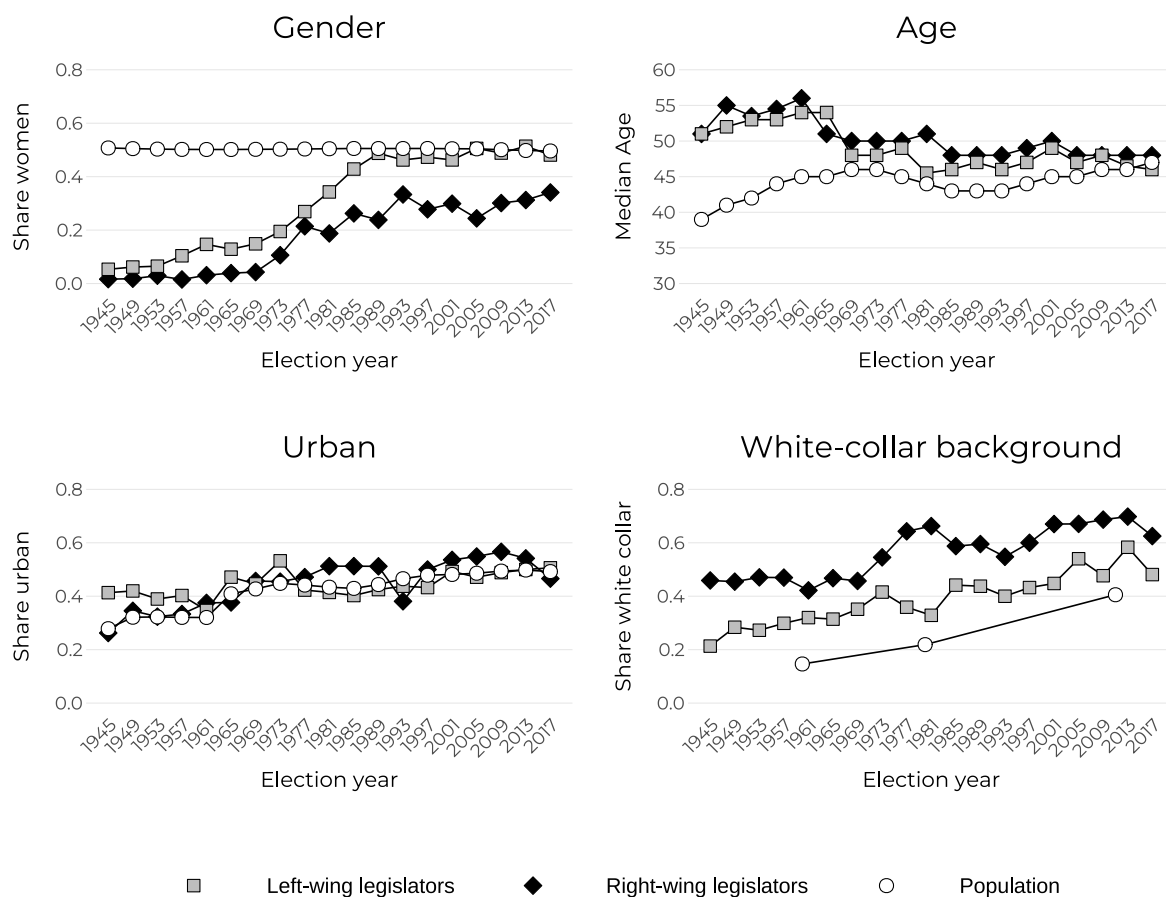 Gender
Share women
0.8
0.6
0.4
0.2
0.0
1945 1949 1953 1957 1961 1965 1969 1973 1977 1981 1985 1989 1993 1997 2001 2005 2009 2013 2017
Election year
Age
Median Age
60
55
50
45
40
35
30
1945 1949 1953 1957 1961 1965 1969 1973 1977 1981 1985 1989 1993 1997 2001 2005 2009 2013 2017
Election year
Urban
Share urban
0.8
0.6
0.4
0.2
0.0
1945 1949 1953 1957 1961 1965 1969 1973 1977 1981 1985 1989 1993 1997 2001 2005 2009 2013 2017
Election year
White-collar background
Share white collar
0.8
0.6
0.4
0.2
0.0
1945 1949 1953 1957 1961 1965 1969 1973 1977 1981 1985 1989 1993 1997 2001 2005 2009 2013 2017
Election year
Left-wing legislators Right-wing legislators Population